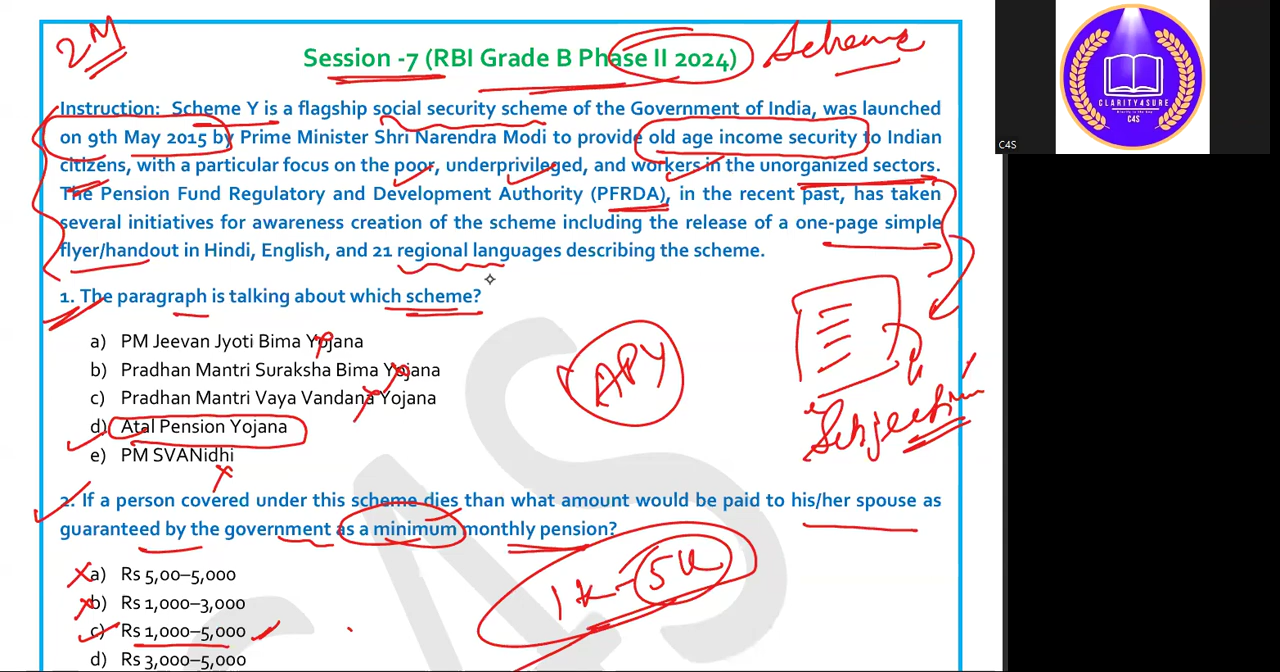 2M
Session -7 (RBI Grade B Phase II 2024)
Scheme
Instruction: Scheme Y is a flagship social security scheme of the Government of India, was launched
on 9th May 2015 by Prime Minister Shri Narendra Modi to provide old age income security to Indian
citizens, with a particular focus on the poor, underprivileged, and workers in the unorganized sectors.
The Pension Fund Regulatory and Development Authority (PFRDA), in the recent past, has taken
several initiatives for awareness creation of the scheme including the release of a one-page simple
flyer/handout in Hindi, English, and 21 regional languages describing the scheme.
1. The paragraph is talking about which scheme?
a) PM Jeevan Jyoti Bima Yojana
b) Pradhan Mantri Suraksha Bima Yojana
c) Pradhan Mantri Vaya Vandana Yojana
d) Atal Pension Yojana
e) PM SVANidhi
APY
2. If a person covered under this scheme dies than what amount would be paid to his/her spouse as
guaranteed by the government as a minimum monthly pension?
a) Rs 5,00–5,000
b) Rs 1,000–3,000
c) Rs 1,000–5,000
d) Rs 3,000–5,000
1k - 5k
C4S
CLARITY4SURE
C4S
C4S